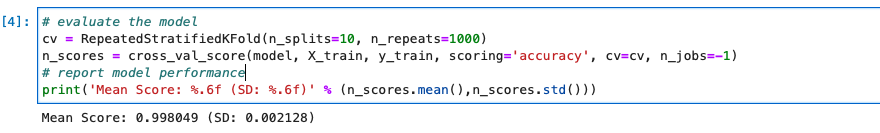 [4]: # evaluate the model
cv = RepeatedStratifiedKFold(n_splits=10, n_repeats=1000)
n_scores = cross_val_score(model, X_train, y_train, scoring='accuracy', cv=cv, n_jobs=-1)
# report model performance
print('Mean Score: %.6f (SD: %.6f)' % (n_scores.mean(),n_scores.std()))
Mean Score: 0.998049 (SD: 0.002128)